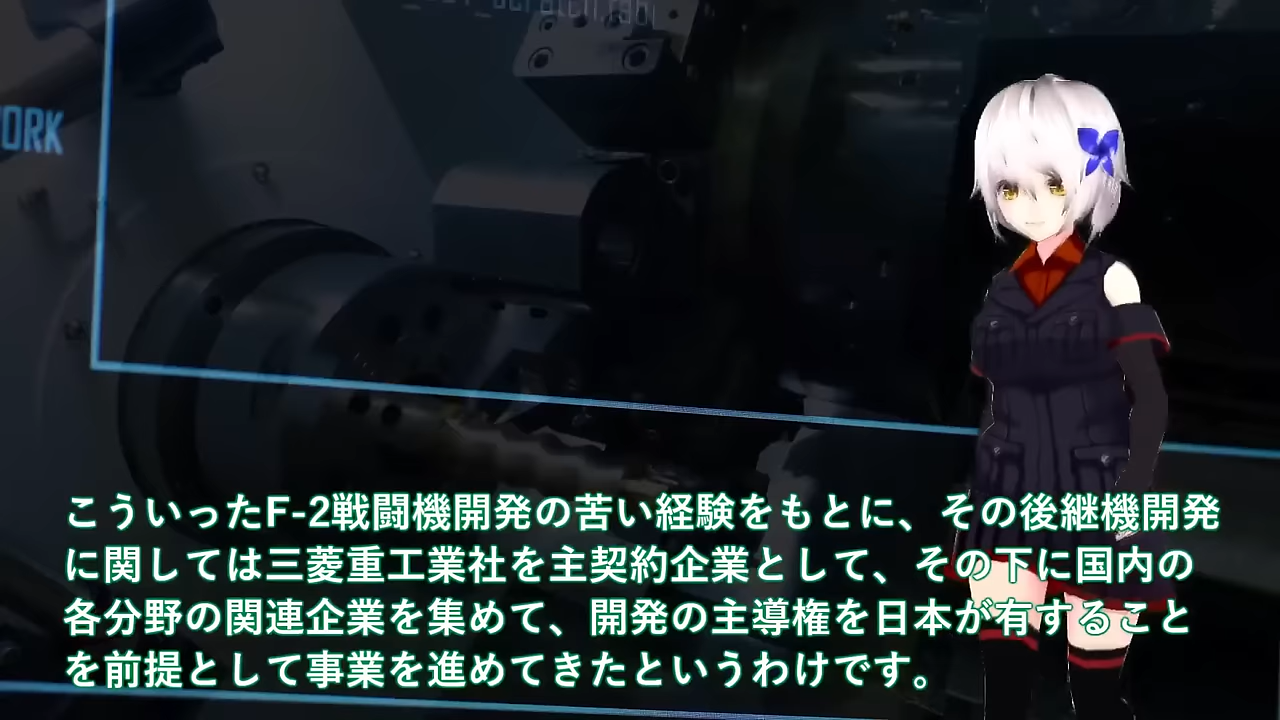 ORK
こういったF-2戦闘機開発の苦い経験をもとに、その後継機開発
に関しては三菱重工業社を主契約企業として、その下に国内の
各分野の関連企業を集めて、開発の主導権を日本が有すること
を前提として事業を進めてきたというわけです。